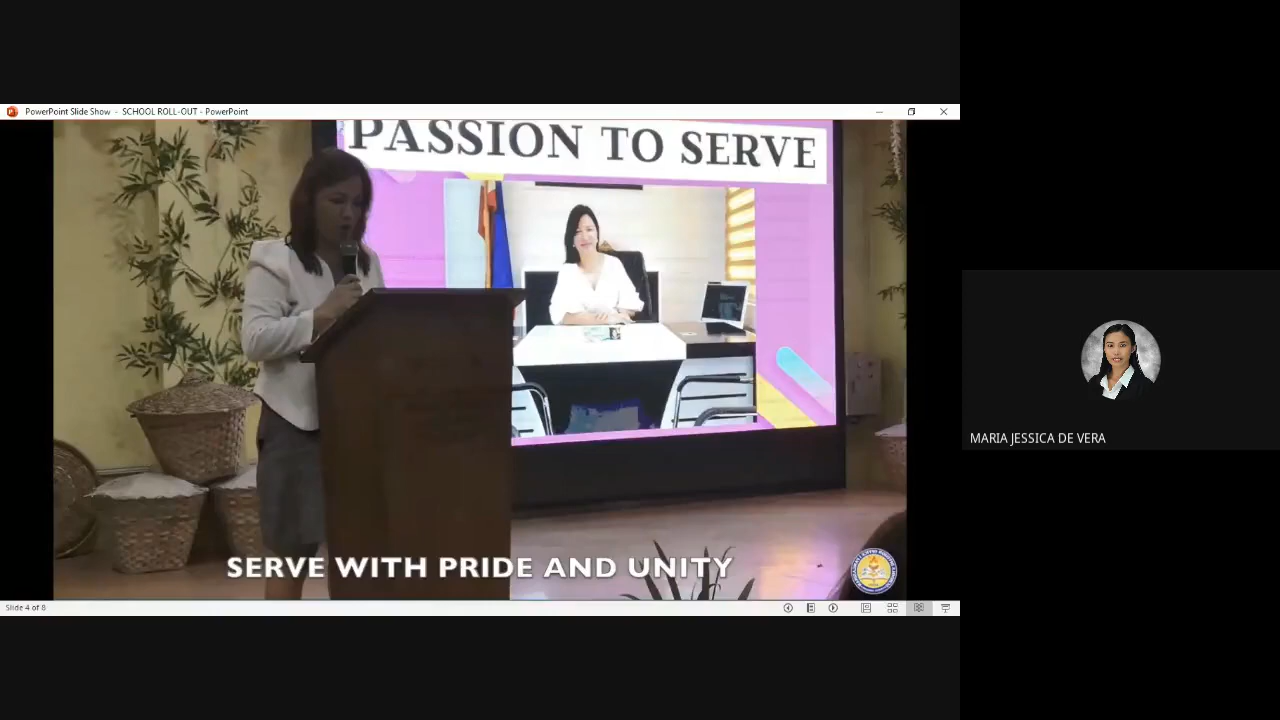 PowerPoint Slide Show - SCHOOL ROLL-OUT - PowerPoint
PASSION TO SERVE
SERVE WITH PRIDE AND UNITY
MARIA JESSICA DE VERA
Slide 4 of 8